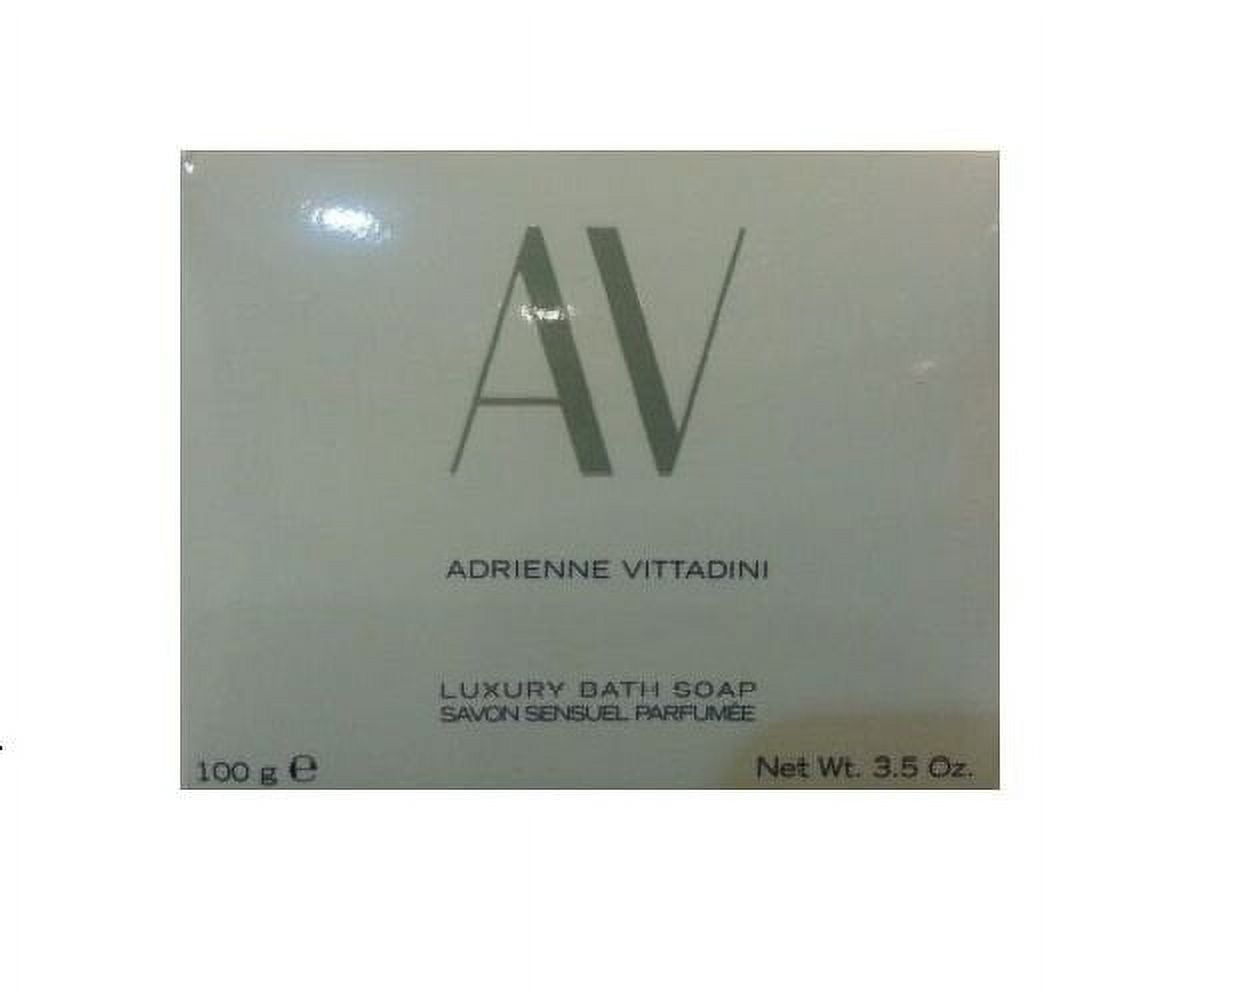 AV
ADRIENNE VITTADINI
LUXURY BATH SOAP
SAVON SENSUEL PARFUMÉE
100 g ℮
Net Wt. 3.5 Oz.